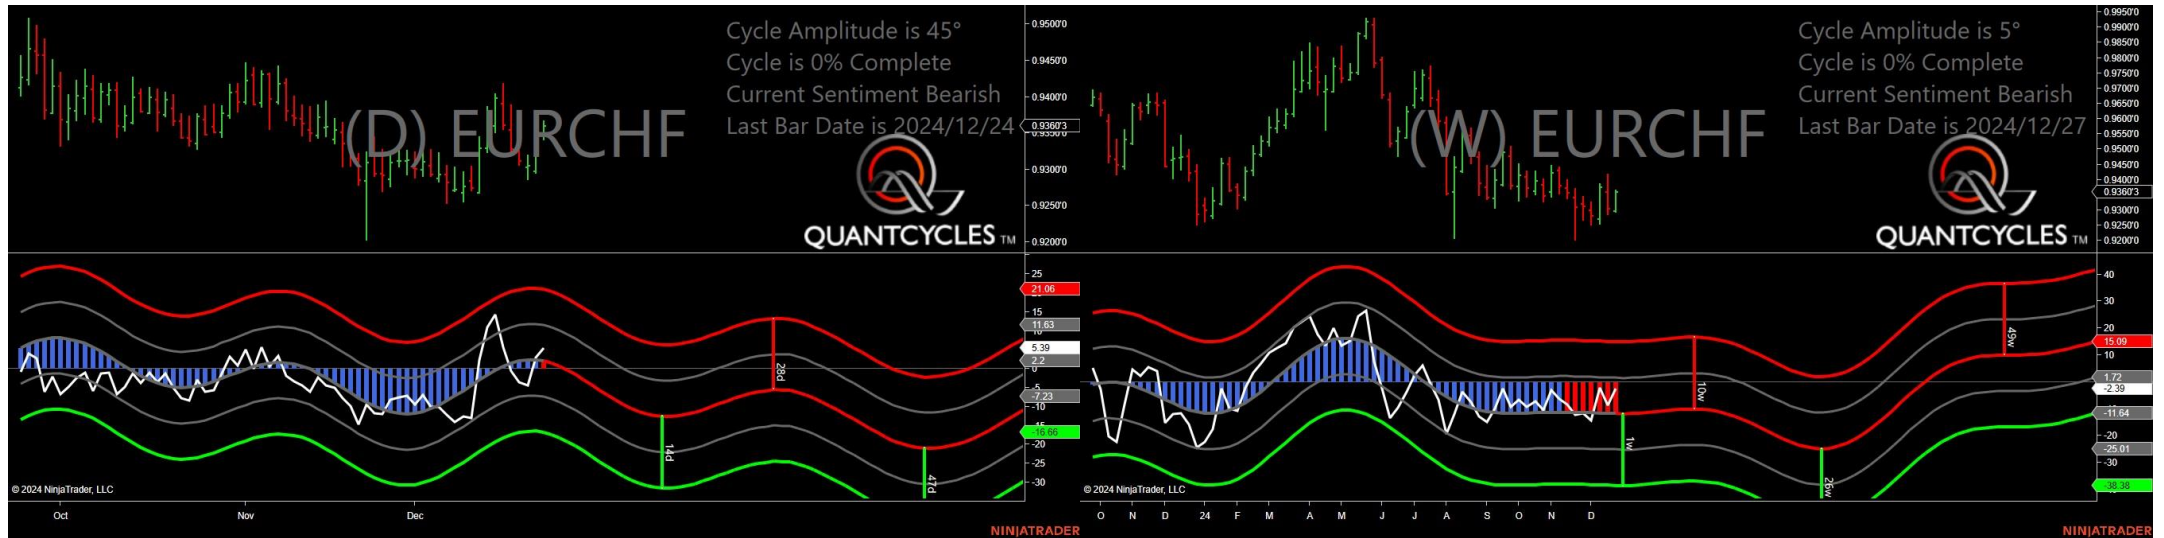 Cycle Amplitude is 45°
Cycle is 0% Complete
Current Sentiment Bearish
Last Bar Date is 2024/12/24
(D) EURCHF
QUANTCYCLES TM
0.9500'0
0.9450'0
0.9400'0
0.9360'3
0.9300'0
0.9250'0
0.9200'0
25
21.06
15
11.63
5.39
2.2
0
-5
-7.23
-10
-16.66
-20
-25
-30
28d
14d
47d
© 2024 NinjaTrader, LLC
Oct Nov Dec
NINJATRADER
Cycle Amplitude is 5°
Cycle is 0% Complete
Current Sentiment Bearish
Last Bar Date is 2024/12/27
(W) EURCHF
QUANTCYCLES TM
0.9950'0
0.9900'0
0.9850'0
0.9800'0
0.9750'0
0.9700'0
0.9650'0
0.9600'0
0.9550'0
0.9500'0
0.9450'0
0.9400'0
0.9360'3
0.9300'0
0.9250'0
0.9200'0
40
30
20
15.09
10
1.72
-2.39
-11.64
-20
-25.01
-30
-38.38
49w
10w
1w
26w
© 2024 NinjaTrader, LLC
O N D 24 F M A M J J A S O N D
NINJATRADER